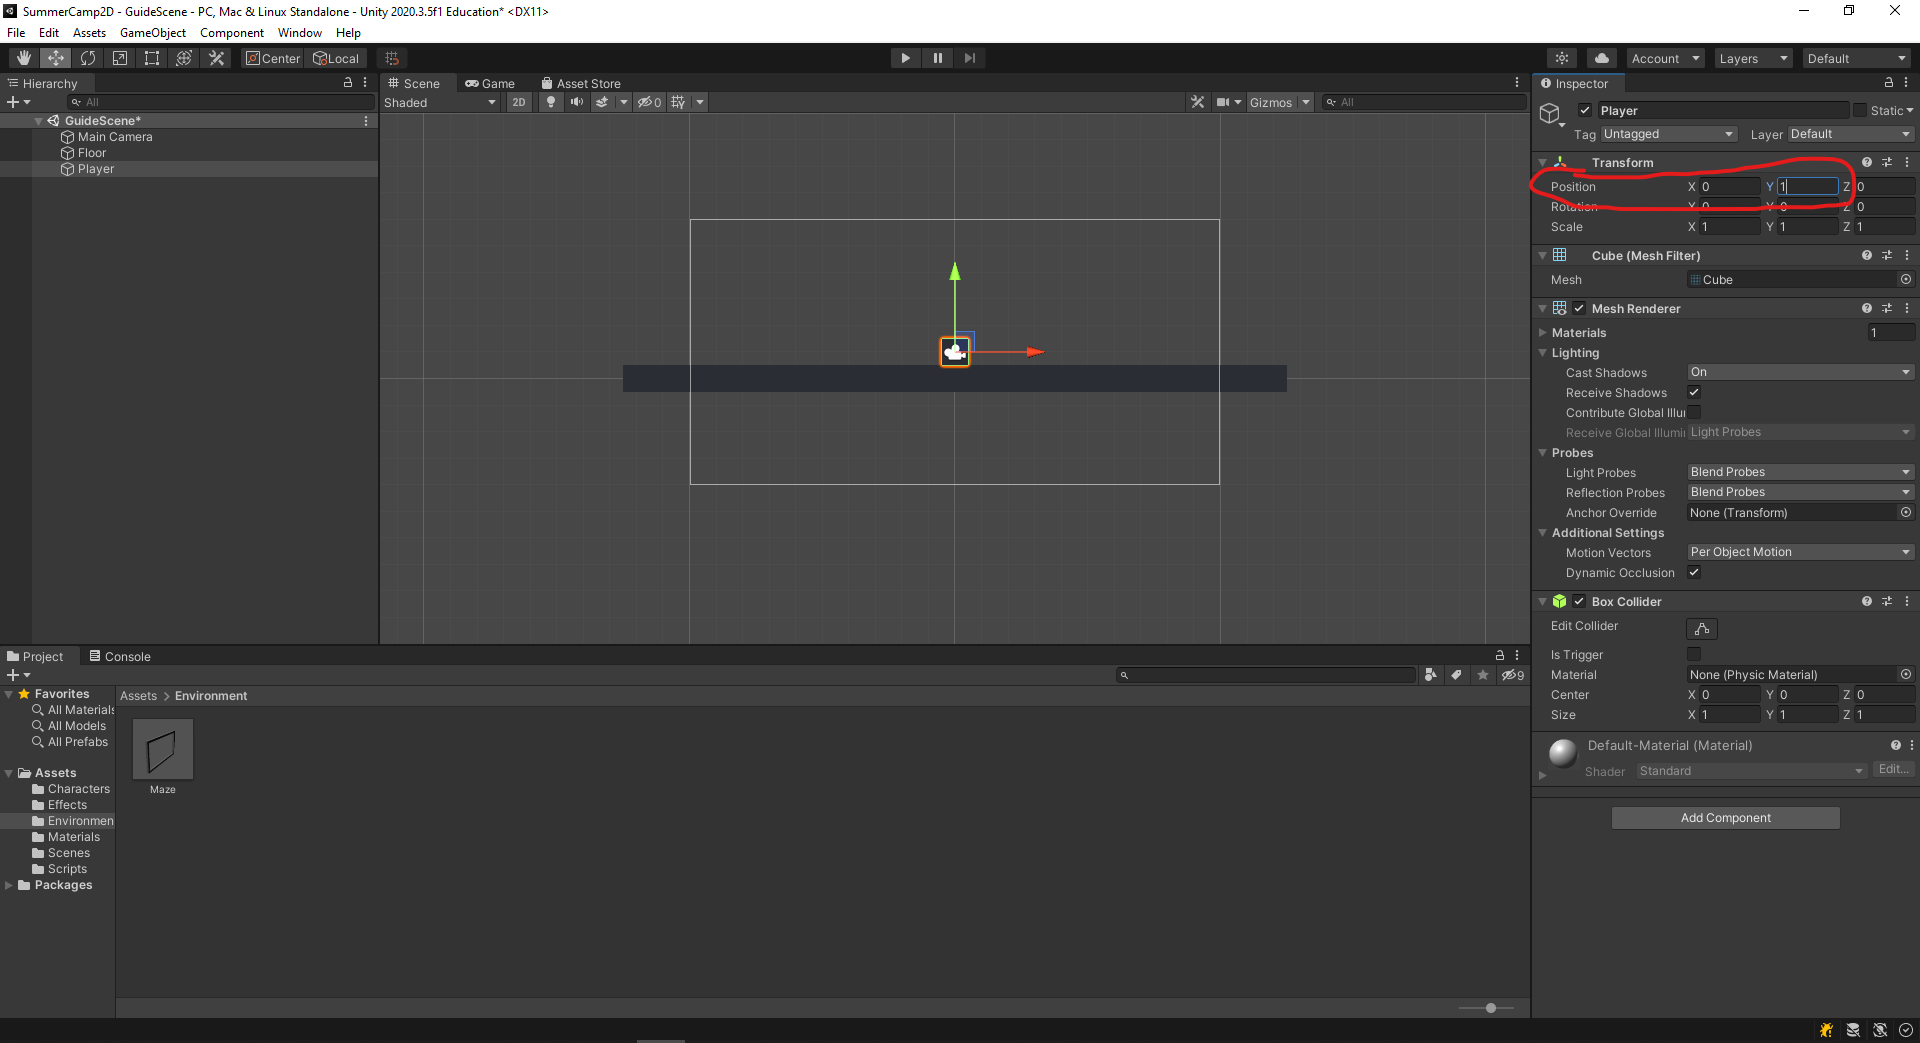 SummerCamp2D - GuideScene - PC, Mac & Linux Standalone - Unity 2020.3.5f1 Education* <DX11>
File Edit Assets GameObject Component Window Help
Center Local Account Layers Default
Hierarchy
All
GuideScene*
Main Camera
Floor
Player
Scene Game Asset Store
Shaded 2D 0 Gizmos All
Inspector
Player Static
Tag Untagged Layer Default
Transform
Position X 0 Y 1 Z 0
Rotation X 0 Y 0 Z 0
Scale X 1 Y 1 Z 1
Cube (Mesh Filter)
Mesh Cube
Mesh Renderer
Materials 1
Lighting
Cast Shadows On
Receive Shadows
Contribute Global Illu
Receive Global Illumi Light Probes
Probes
Light Probes Blend Probes
Reflection Probes Blend Probes
Anchor Override None (Transform)
Additional Settings
Motion Vectors Per Object Motion
Dynamic Occlusion
Box Collider
Edit Collider
Is Trigger
Material None (Physic Material)
Center X 0 Y 0 Z 0
Size X 1 Y 1 Z 1
Default-Material (Material)
Shader Standard Edit...
Add Component
Project Console
9
Favorites
All Materials
All Models
All Prefabs
Assets
Characters
Effects
Environmen
Materials
Scenes
Scripts
Packages
Assets > Environment
Maze